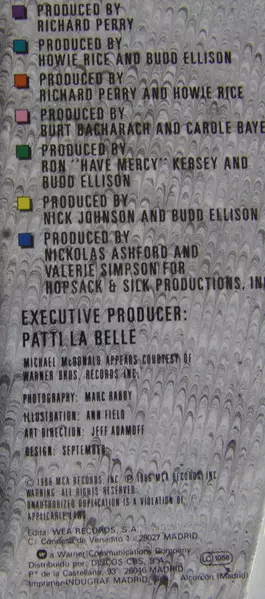 PRODUCED BY
RICHARD PERRY
PRODUCED BY
HOWIE RICE AND BUDD ELLISON
PRODUCED BY
RICHARD PERRY AND HOWIE RICE
PRODUCED BY
BURT BACHARACH AND CAROLE BAYE
PRODUCED BY
RON "HAVE MERCY" KERSEY AND
BUDD ELLISON
PRODUCED BY
NICK JOHNSON AND BUDD ELLISON
PRODUCED BY
NICKOLAS ASHFORD AND
VALERIE SIMPSON FOR
HOPSACK & SICK PRODUCTIONS, IN
EXECUTIVE PRODUCER:
PATTI LA BELLE
MICHAEL McDONALD APPEARS COURTESY OF
WARNER BROS. RECORDS INC.
PHOTOGRAPHY: MARC RABOY
ILLUSTRATION: ANN FIELD
ART DIRECTION: JEFF ADAMOFF
DESIGN: SEPTEMBER
© 1986 MCA RECORDS, INC. ℗ 1986 MCA RECORDS, INC.
WARNING: ALL RIGHTS RESERVED.
UNAUTHORIZED DUPLICATION IS A VIOLATION OF
APPLICABLE LAWS.
Edita: WEA RECORDS, S.A.
C/. Condesa de Venadito 1 - 28027 MADRID
a Warner Communications Company
Distribuido por: DISCOS CBS, S.A.
Pº de la Castellana, 93 28046 MADRID
LC 1056
Imprime: INDUGRAF MADRID, Alcorcón (Madrid)